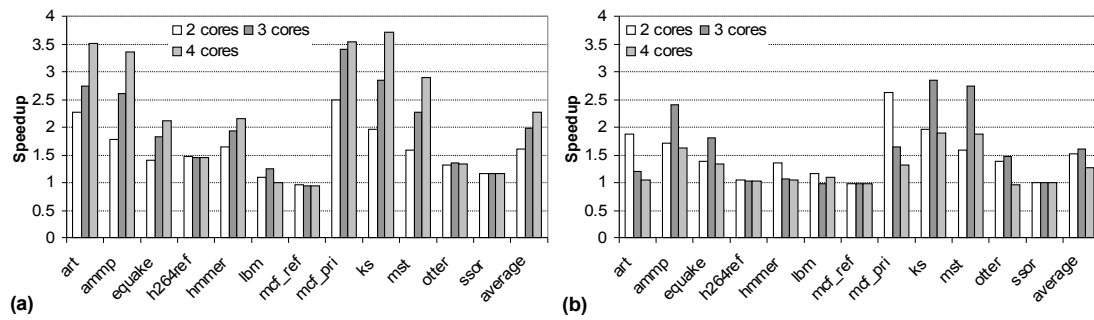 4
3.5
3
2.5
2
1.5
1
0.5
0
Speedup
2 cores
3 cores
4 cores
art
ammp
equake
h264ref
hmmer
lbm
mcf_ref
mcf_pri
ks
mst
otter
ssor
average
(a)
4
3.5
3
2.5
2
1.5
1
0.5
0
Speedup
2 cores
3 cores
4 cores
art
ammp
equake
h264ref
hmmer
lbm
mcf_ref
mcf_pri
ks
mst
otter
ssor
average
(b)